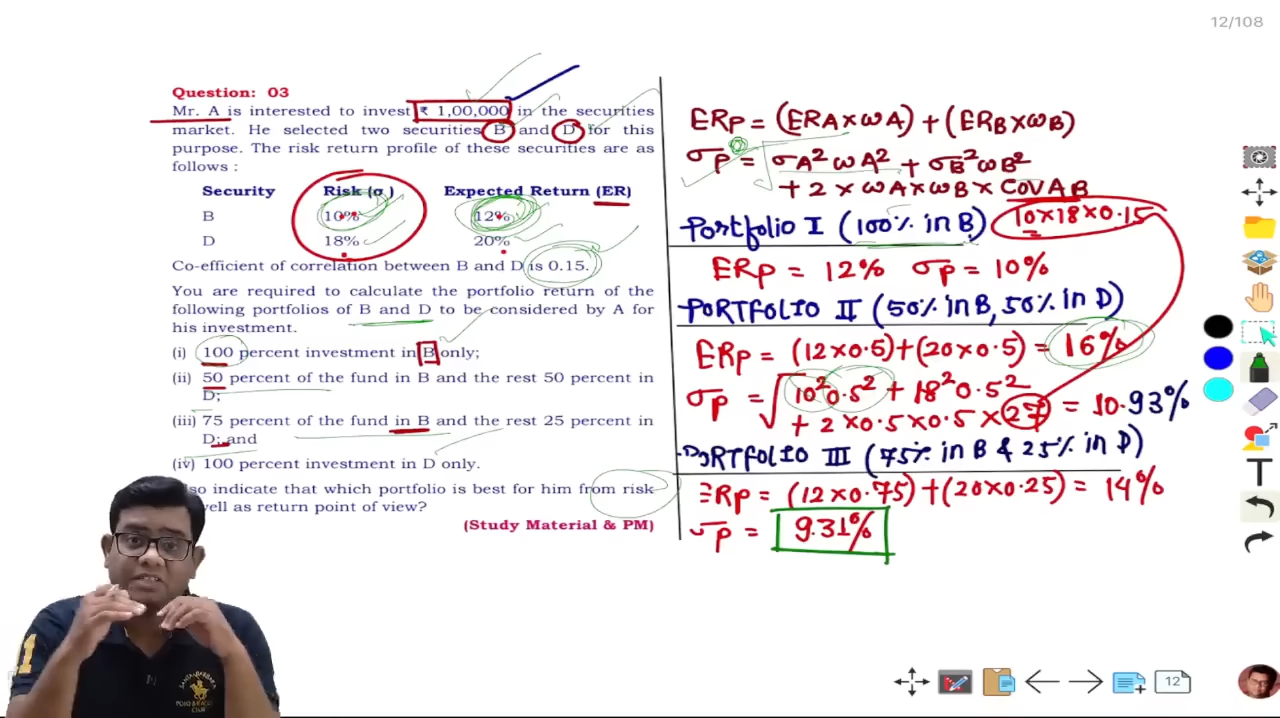 12/108
Question: 03
Mr. A is interested to invest ₹ 1,00,000 in the securities
market. He selected two securities B and D for this
purpose. The risk return profile of these securities are as
follows :
Security Risk (σ ) Expected Return (ER)
B 10% 12%
D 18% 20%
Co-efficient of correlation between B and D is 0.15.
You are required to calculate the portfolio return of the
following portfolios of B and D to be considered by A for
his investment.
(i) 100 percent investment in B only;
(ii) 50 percent of the fund in B and the rest 50 percent in
D;
(iii) 75 percent of the fund in B and the rest 25 percent in
D; and
(iv) 100 percent investment in D only.
so indicate that which portfolio is best for him from risk
well as return point of view?
(Study Material & PM)
ERp = (ERA×ωA) + (ERB×ωB)
σp = √σA²ωA² + σB²ωB²
+ 2 × ωA×ωB× COVAB
10×18×0.15
Portfolio I (100% in B)
ERp = 12% σp = 10%
PORTFOLIO II (50% in B, 50% in D)
ERp = (12×0.5)+(20×0.5) = 16%
σp = √10²0.5² + 18²0.5²
+ 2×0.5×0.5×27 = 10.93%
PORTFOLIO III (75% in B & 25% in D)
ERp = (12×0.75)+(20×0.25) = 14%
σp = 9.31%
T
12